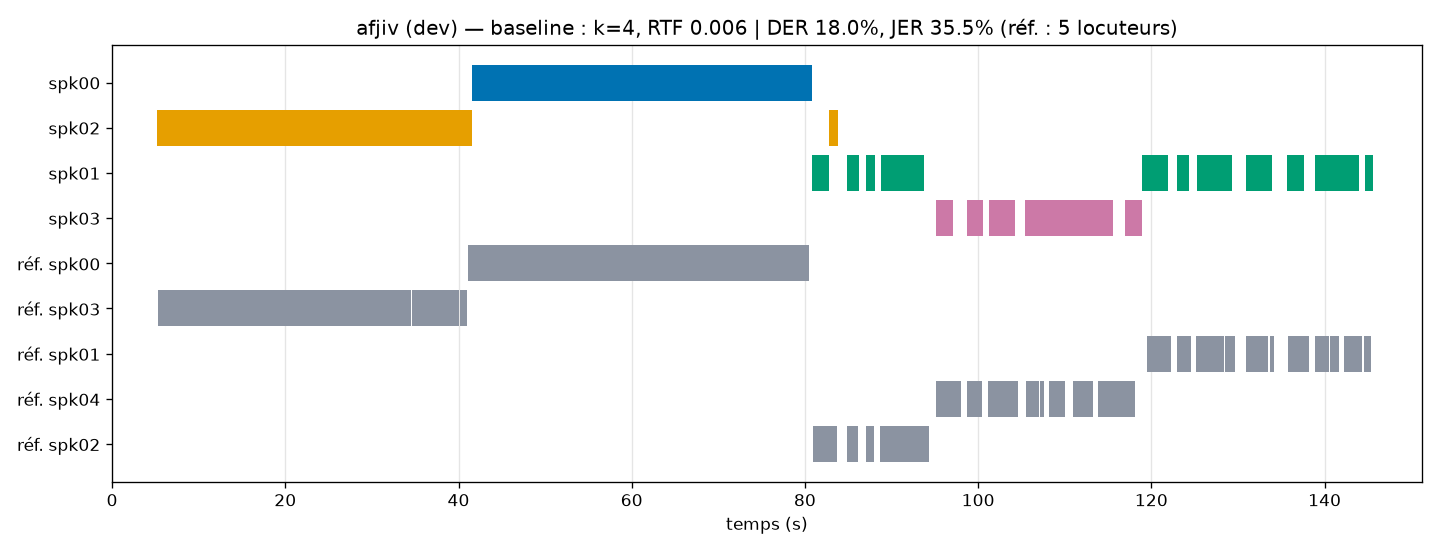 afjiv (dev) — baseline : k=4, RTF 0.006 | DER 18.0%, JER 35.5% (réf. : 5 locuteurs)
spk00
spk02
spk01
spk03
réf. spk00
réf. spk03
réf. spk01
réf. spk04
réf. spk02
0 20 40 60 80 100 120 140
temps (s)